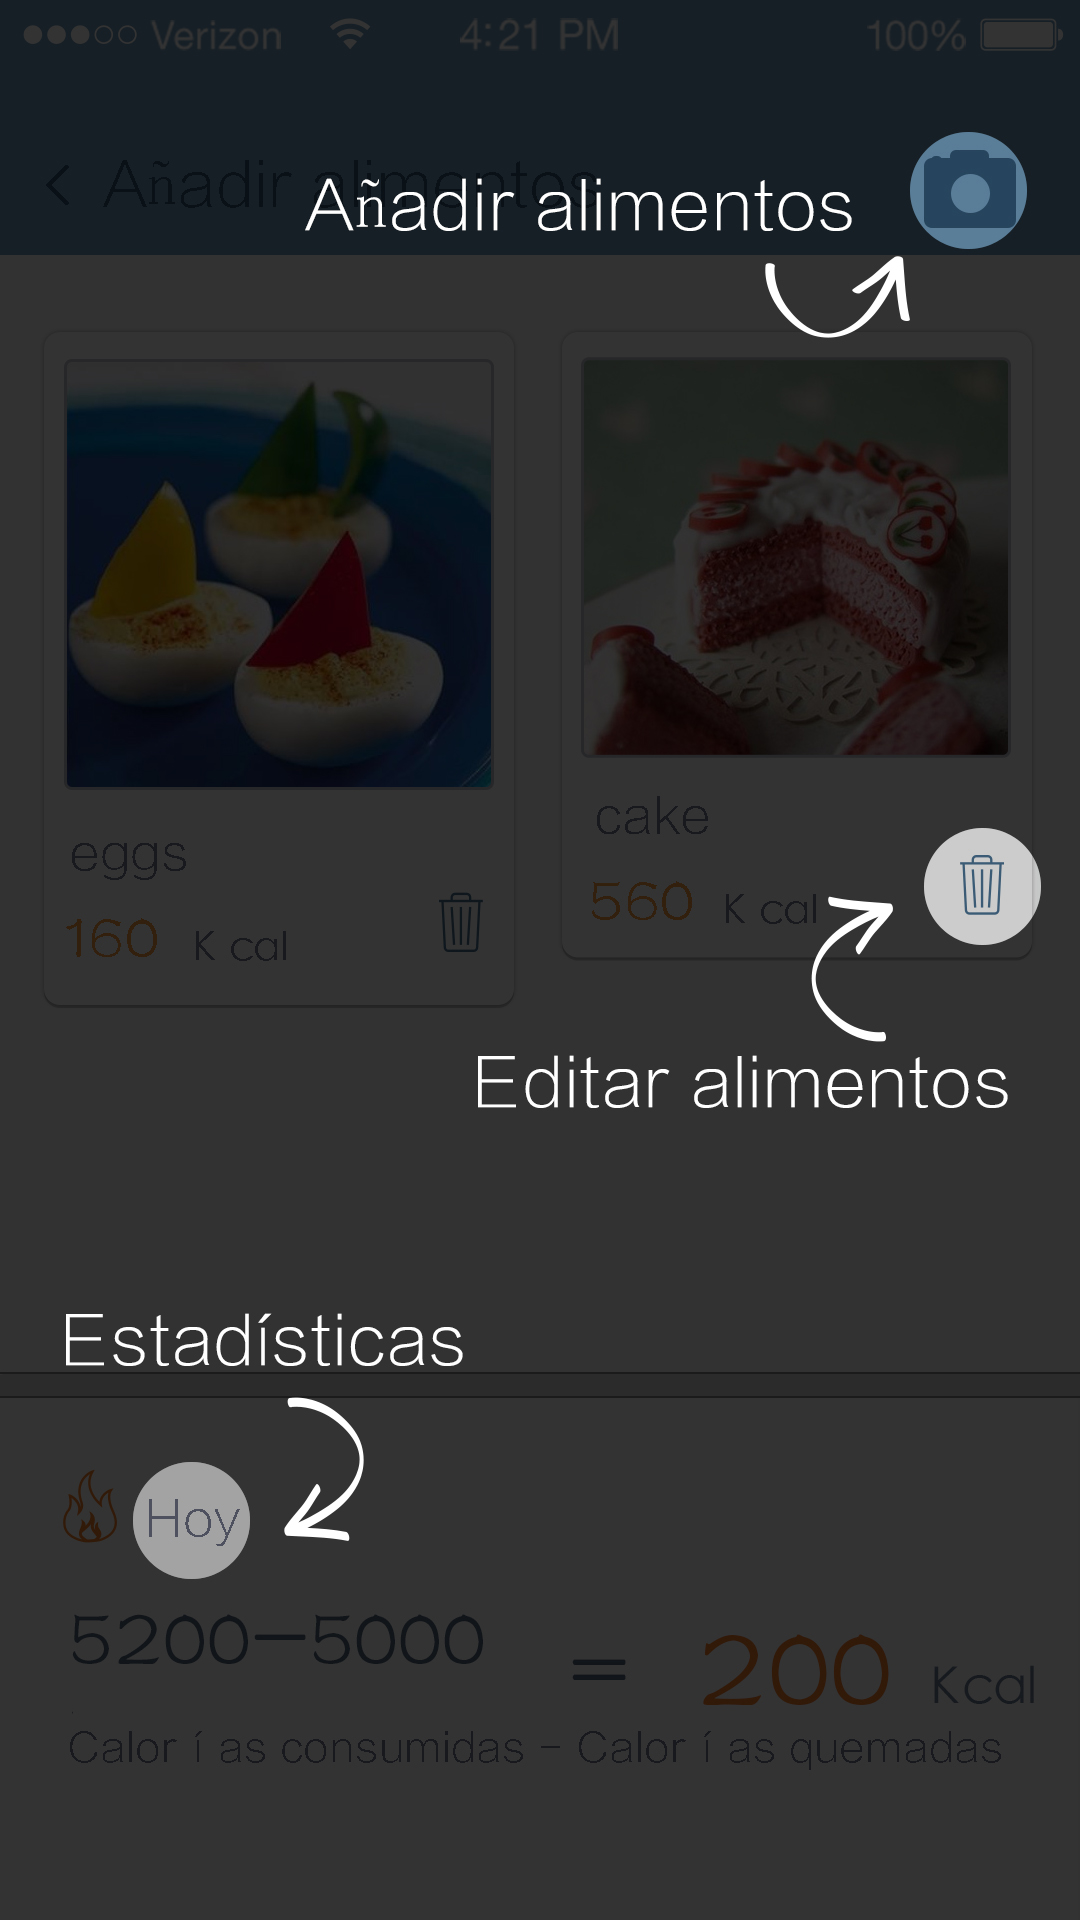 Verizon 4:21 PM 100%
Añadir alimentos
Añadir alimentos
eggs
160 K cal
cake
560 K cal
Editar alimentos
Estadísticas
Hoy
5200-5000 = 200 Kcal
Calor í as consumidas - Calor í as quemadas